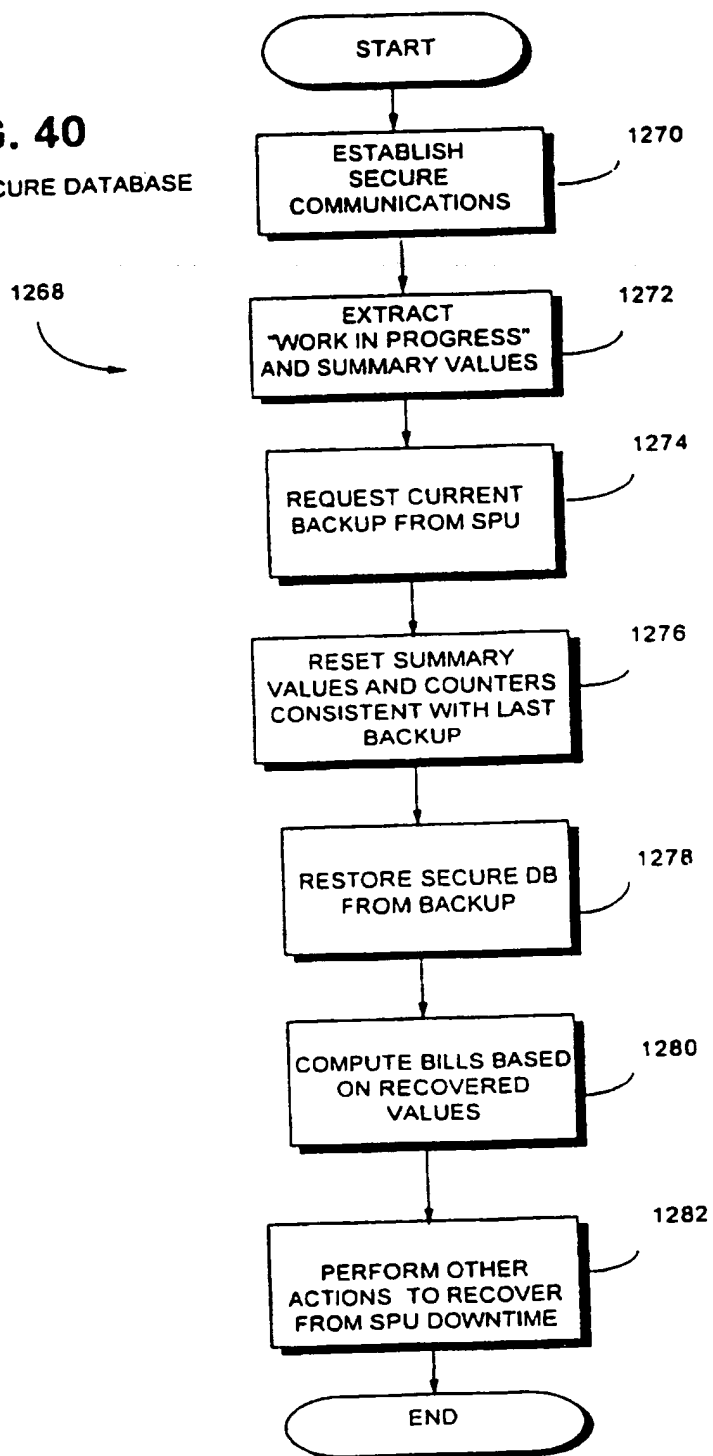 START
G. 40
CURE DATABASE
1268
1270
ESTABLISH
SECURE
COMMUNICATIONS
1272
EXTRACT
"WORK IN PROGRESS"
AND SUMMARY VALUES
1274
REQUEST CURRENT
BACKUP FROM SPU
1276
RESET SUMMARY
VALUES AND COUNTERS
CONSISTENT WITH LAST
BACKUP
1278
RESTORE SECURE DB
FROM BACKUP
1280
COMPUTE BILLS BASED
ON RECOVERED
VALUES
1282
PERFORM OTHER
ACTIONS TO RECOVER
FROM SPU DOWNTIME
END